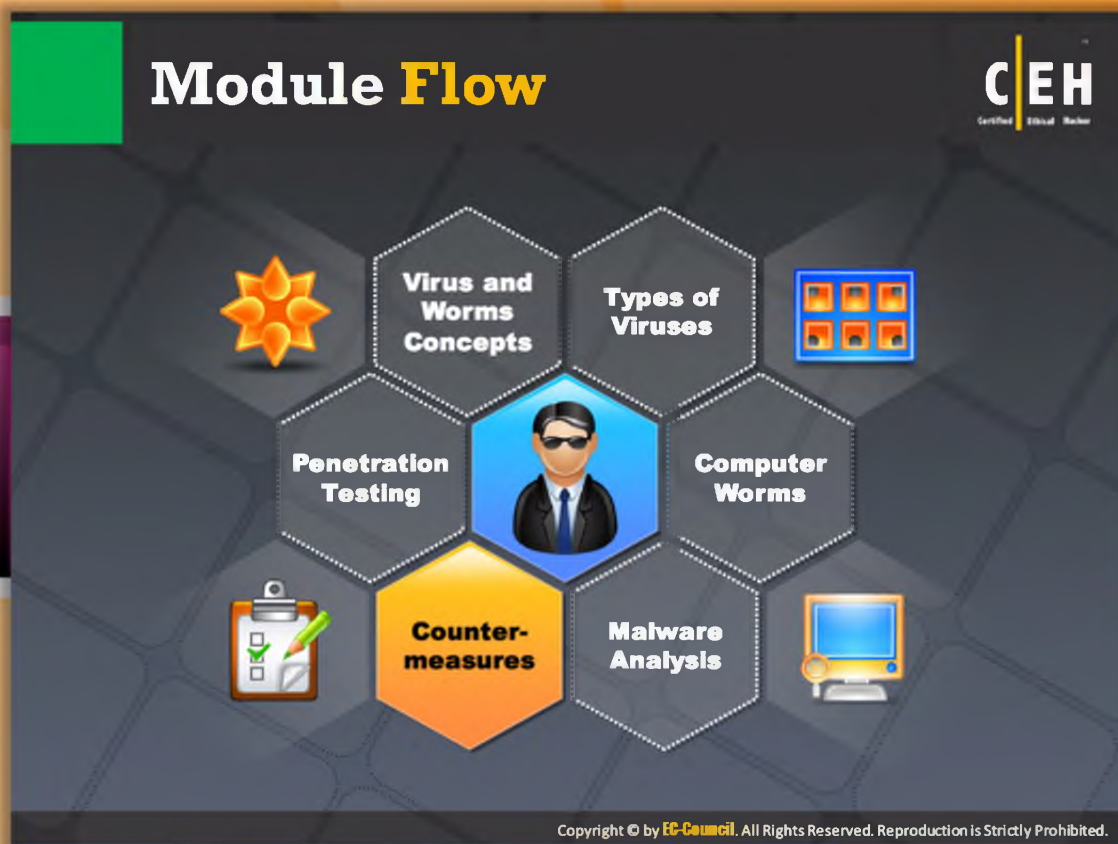 Module Flow
C EH
Certified Ethical Hacker
Virus and
Worms
Concepts
Types of
Viruses
Penetration
Testing
Computer
Worms
Counter-
measures
Malware
Analysis
Copyright © by EC-Council. All Rights Reserved. Reproduction is Strictly Prohibited.